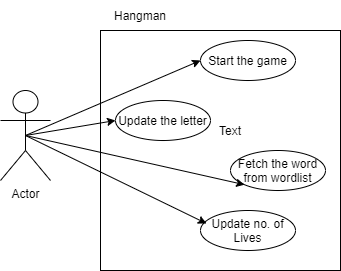 Hangman
Start the game
Update the letter
Text
Fetch the word
from wordlist
Actor
Update no. of
Lives